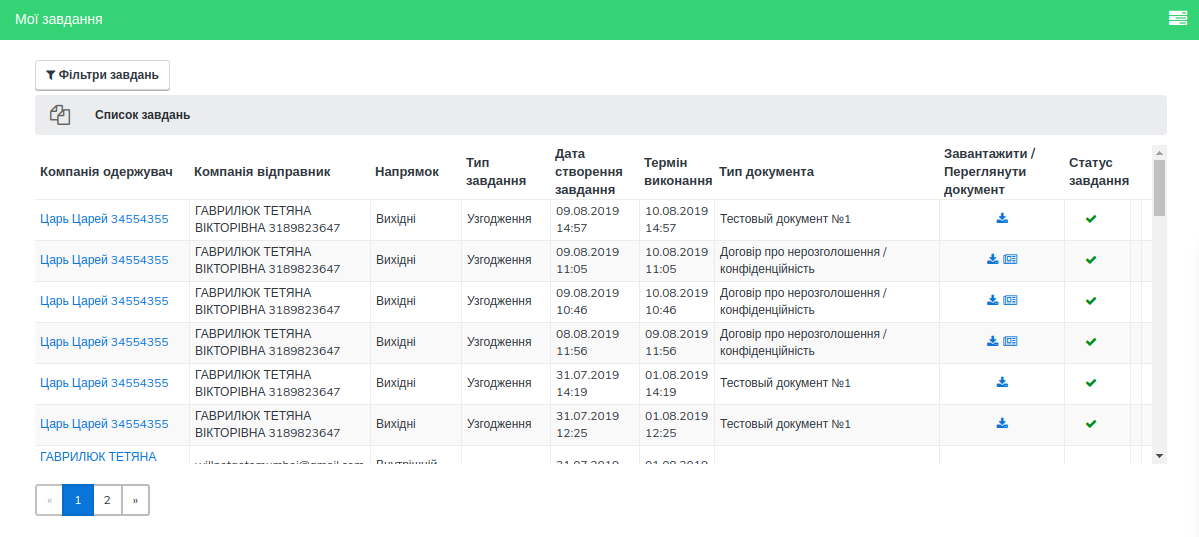 Мої завдання
Фільтри завдань
Список завдань
Компанія одержувач Компанія відправник Напрямок Тип завдання Дата створення завдання Термін виконання Тип документа Завантажити / Переглянути документ Статус завдання
Царь Царей 34554355 ГАВРИЛЮК ТЕТЯНА ВІКТОРІВНА 3189823647 Вихідні Узгодження 09.08.2019 14:57 10.08.2019 14:57 Тестовый документ №1
Царь Царей 34554355 ГАВРИЛЮК ТЕТЯНА ВІКТОРІВНА 3189823647 Вихідні Узгодження 09.08.2019 11:05 10.08.2019 11:05 Договір про нерозголошення / конфіденційність
Царь Царей 34554355 ГАВРИЛЮК ТЕТЯНА ВІКТОРІВНА 3189823647 Вихідні Узгодження 09.08.2019 10:46 10.08.2019 10:46 Договір про нерозголошення / конфіденційність
Царь Царей 34554355 ГАВРИЛЮК ТЕТЯНА ВІКТОРІВНА 3189823647 Вихідні Узгодження 08.08.2019 11:56 09.08.2019 11:56 Договір про нерозголошення / конфіденційність
Царь Царей 34554355 ГАВРИЛЮК ТЕТЯНА ВІКТОРІВНА 3189823647 Вихідні Узгодження 31.07.2019 14:19 01.08.2019 14:19 Тестовый документ №1
Царь Царей 34554355 ГАВРИЛЮК ТЕТЯНА ВІКТОРІВНА 3189823647 Вихідні Узгодження 31.07.2019 12:25 01.08.2019 12:25 Тестовый документ №1
ГАВРИЛЮК ТЕТЯНА Внутрішній 31.07.2019 01.08.2019
« 1 2 »